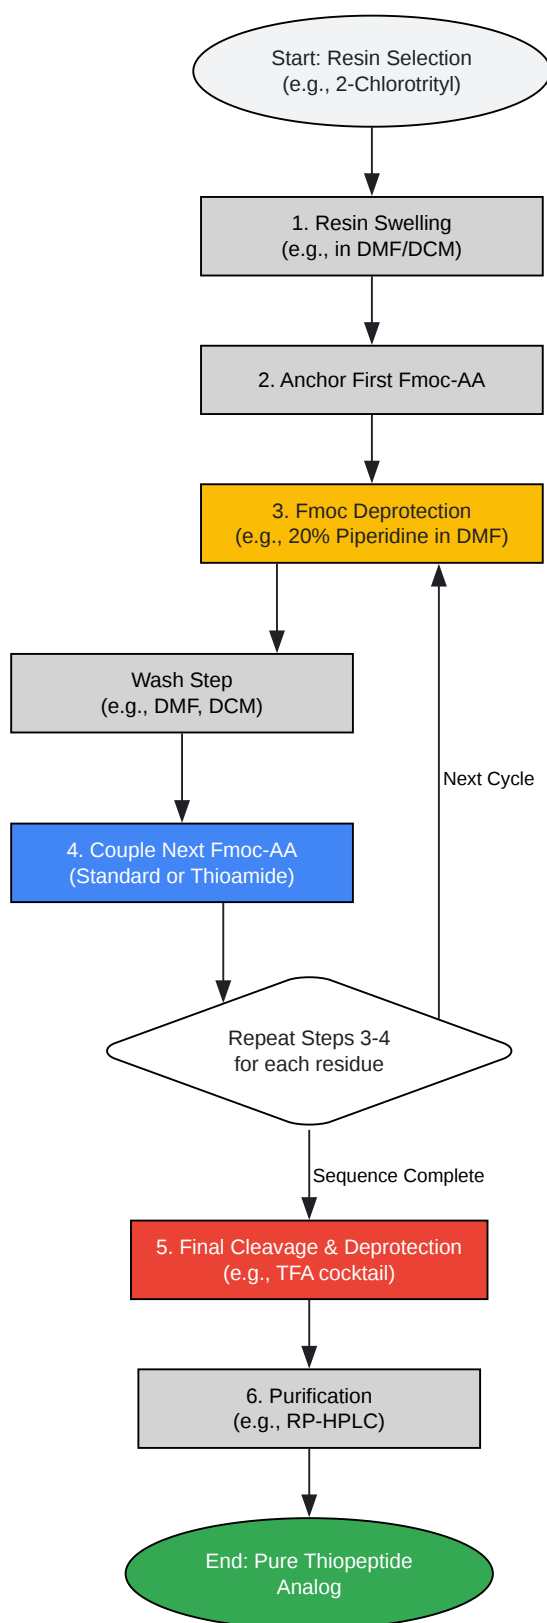 Start: Resin Selection
(e.g., 2-Chlorotrityl)
1. Resin Swelling
(e.g., in DMF/DCM)
2. Anchor First Fmoc-AA
3. Fmoc Deprotection
(e.g., 20% Piperidine in DMF)
Wash Step
(e.g., DMF, DCM)
Next Cycle
4. Couple Next Fmoc-AA
(Standard or Thioamide)
Repeat Steps 3-4
for each residue
Sequence Complete
5. Final Cleavage & Deprotection
(e.g., TFA cocktail)
6. Purification
(e.g., RP-HPLC)
End: Pure Thiopeptide
Analog